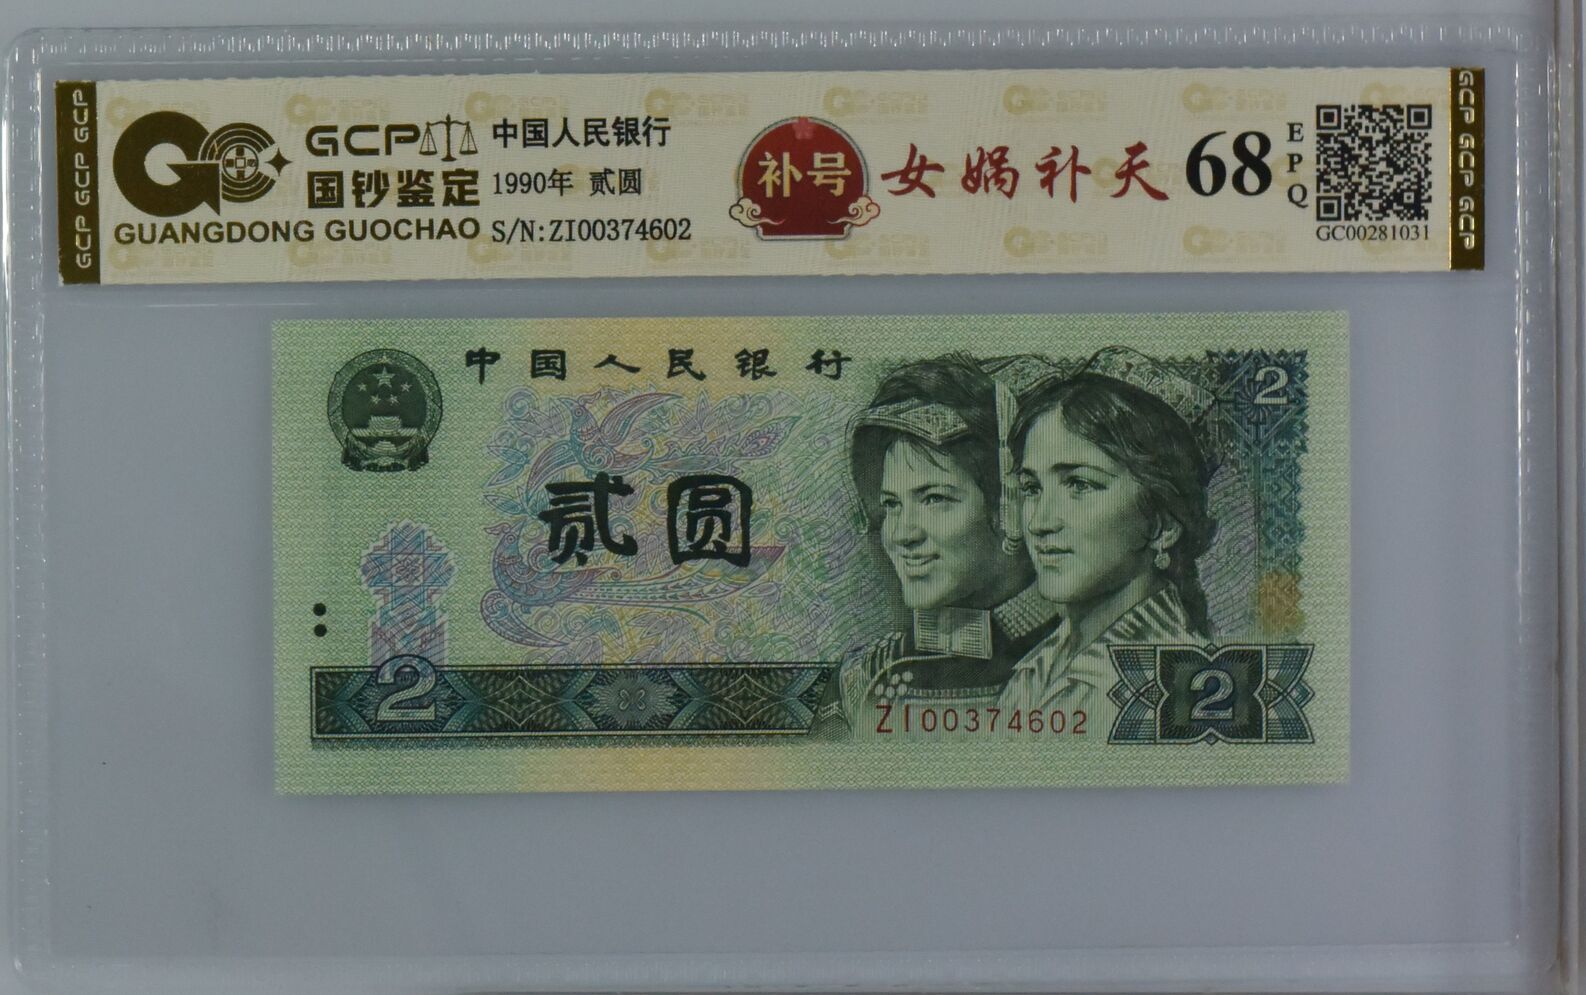 GCP GCP GCP
GCP
国钞鉴定
GUANGDONG GUOCHAO
中国人民银行
1990年 贰圆
S/N:ZI00374602
补号
女娲补天
68
EPQ
GC00281031
GCP GCP GCP
中国人民银行
2
贰圆
2
2
ZI00374602